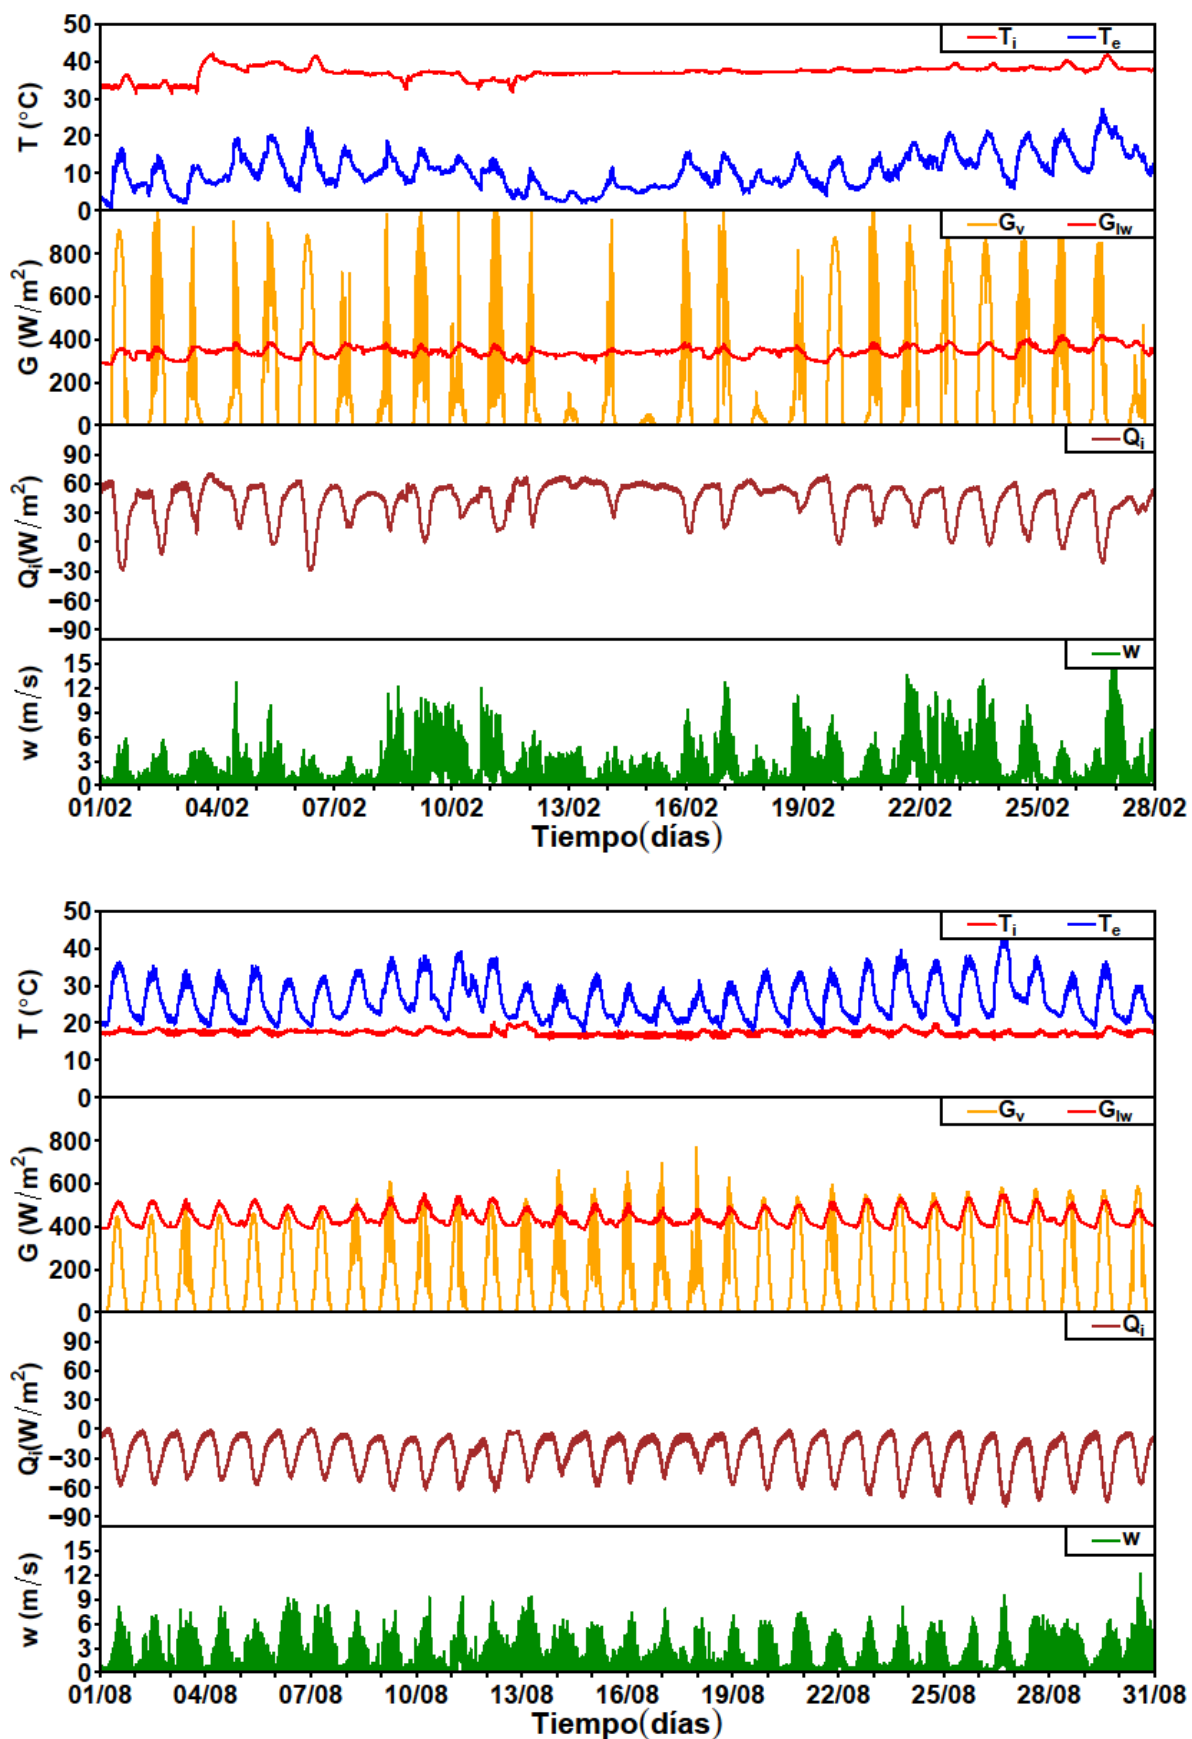 50
40
30
20
10
0
T (°C)
Ti
Te
800
600
400
200
0
G (W/m²)
Gv
Glw
90
60
30
0
−30
−60
−90
Qi(W/m²)
Qi
15
12
9
6
3
0
w (m/s)
w
01/02 04/02 07/02 10/02 13/02 16/02 19/02 22/02 25/02 28/02
Tiempo(días)
50
40
30
20
10
0
T (°C)
Ti
Te
800
600
400
200
0
G (W/m²)
Gv
Glw
90
60
30
0
−30
−60
−90
Qi(W/m²)
Qi
15
12
9
6
3
0
w (m/s)
w
01/08 04/08 07/08 10/08 13/08 16/08 19/08 22/08 25/08 28/08 31/08
Tiempo(días)